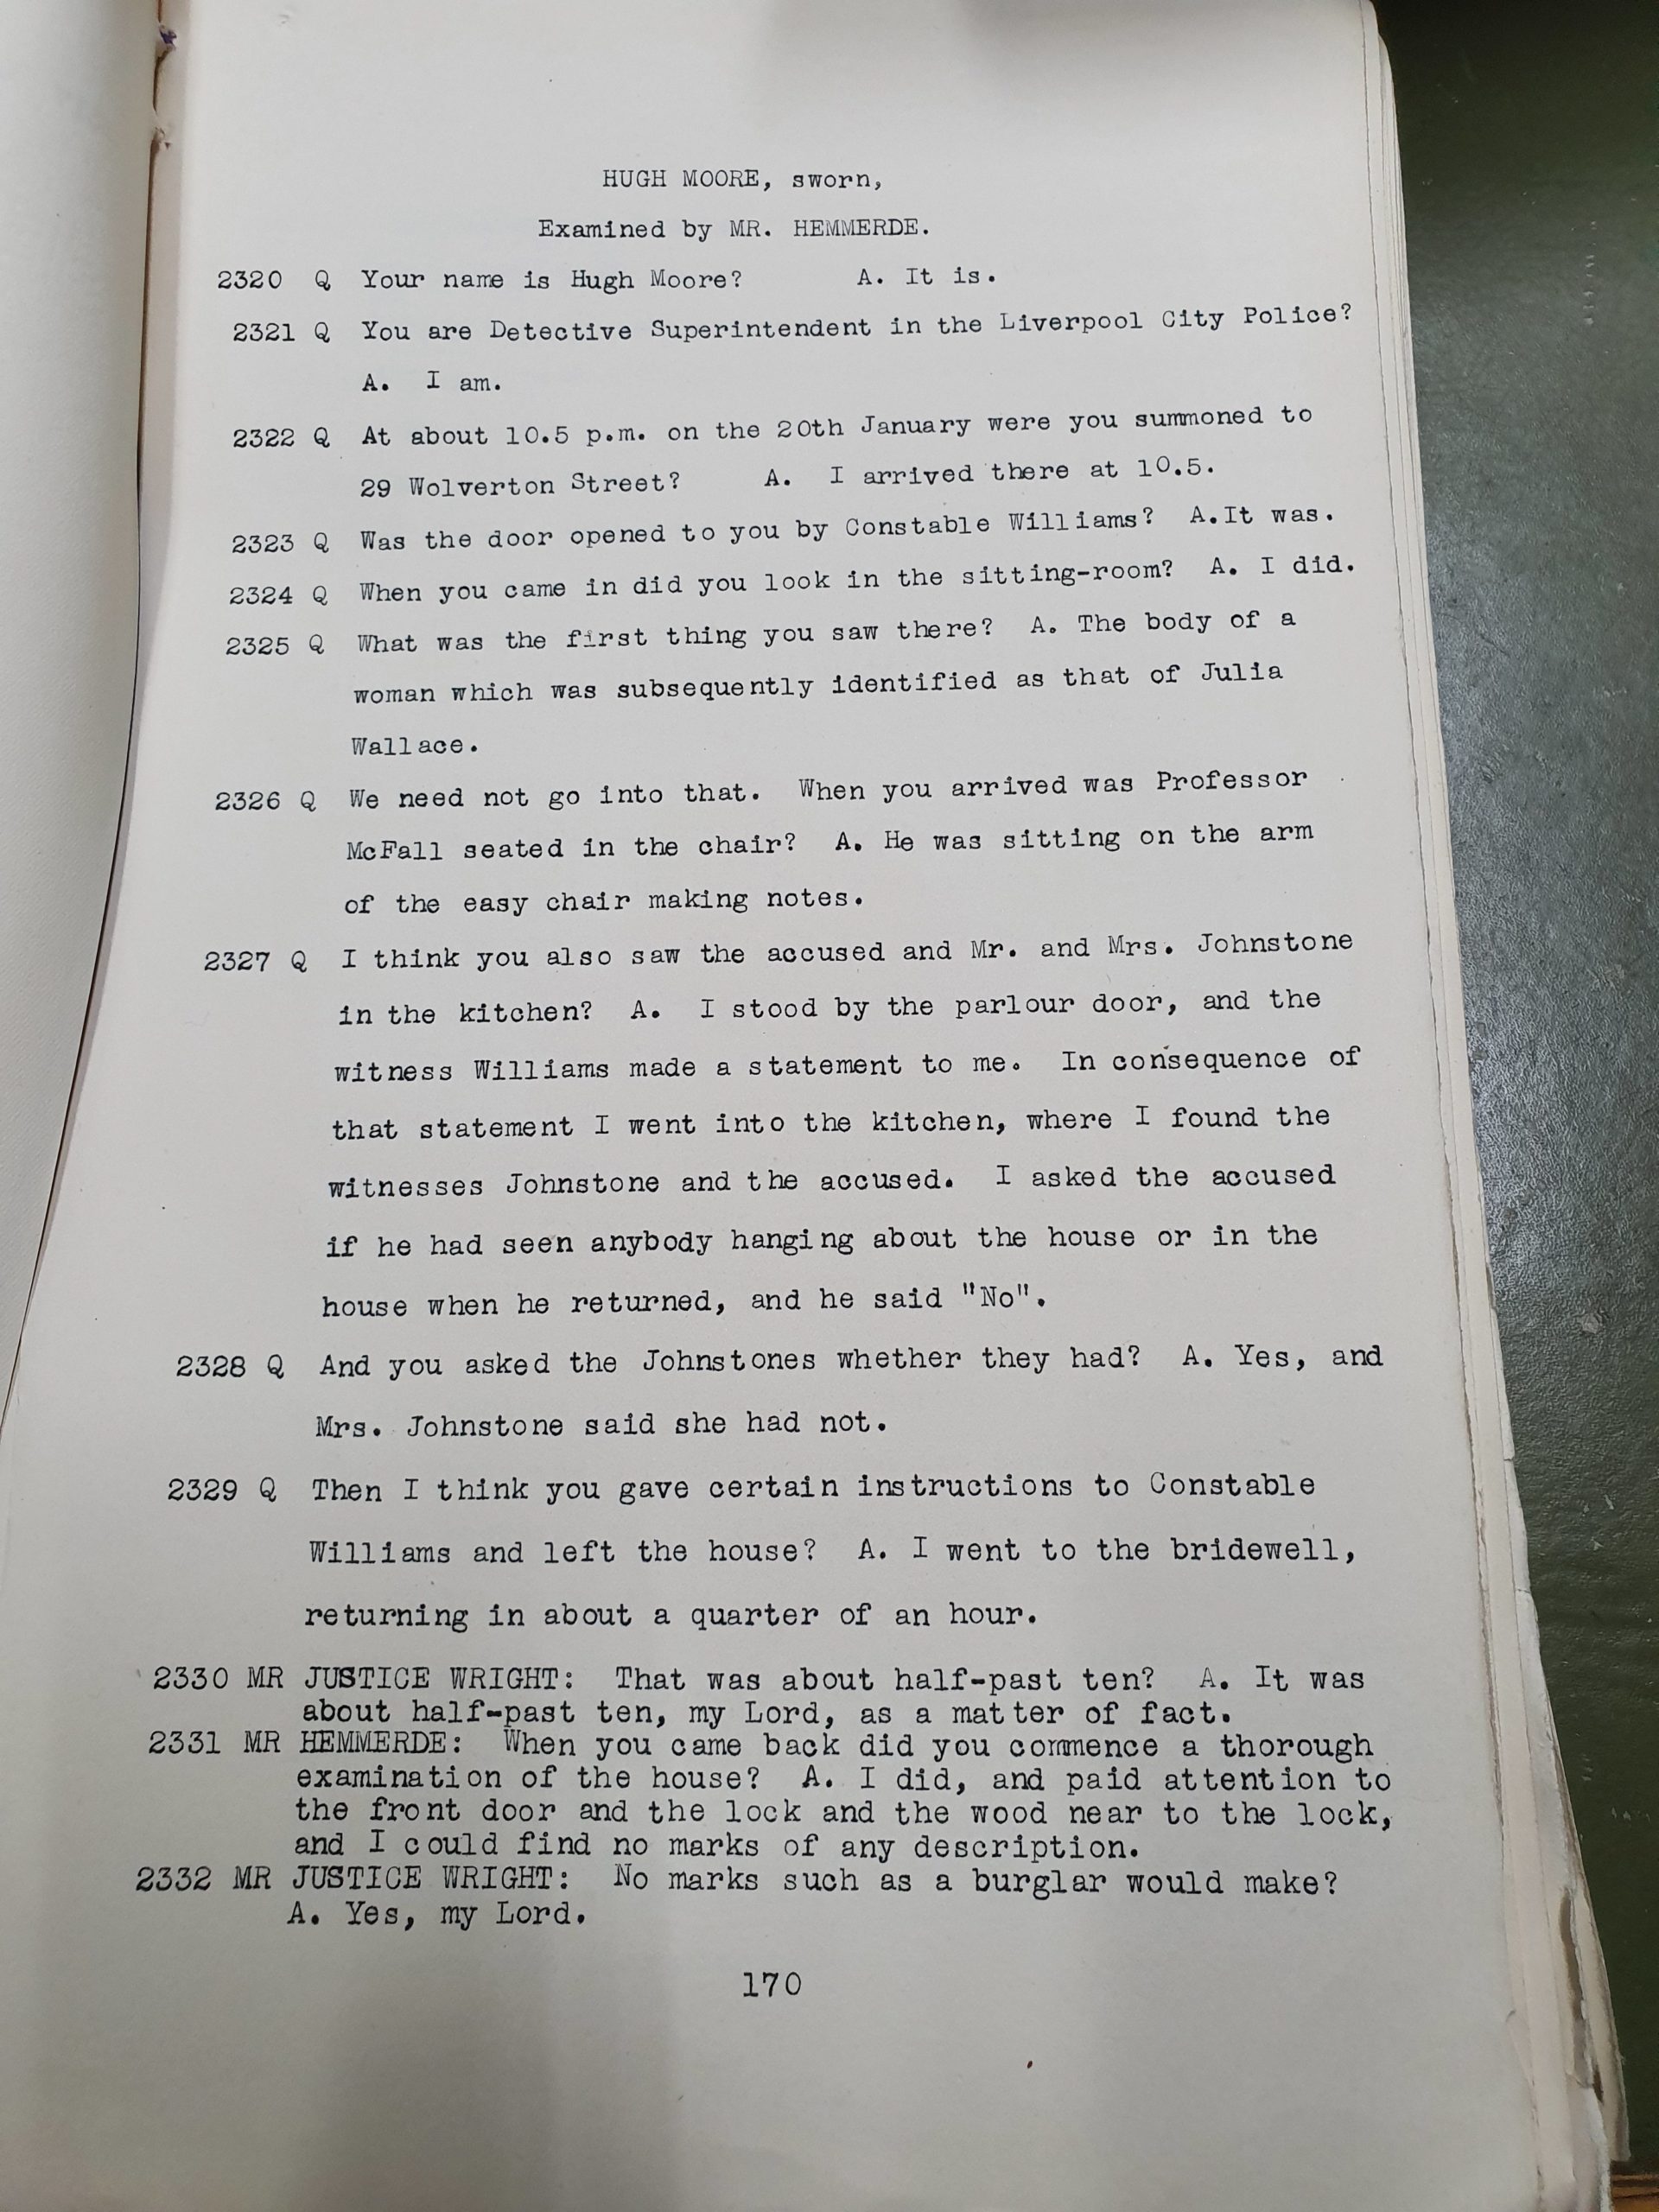 HUGH MOORE, sworn,
Examined by MR. HEMMERDE.
2320 Q Your name is Hugh Moore? A. It is.
2321 Q You are Detective Superintendent in the Liverpool City Police?
A. I am.
2322 Q At about 10.5 p.m. on the 20th January were you summoned to
29 Wolverton Street? A. I arrived there at 10.5.
2323 Q Was the door opened to you by Constable Williams? A.It was.
2324 Q When you came in did you look in the sitting-room? A. I did.
2325 Q What was the first thing you saw there? A. The body of a
woman which was subsequently identified as that of Julia
Wallace.
2326 Q We need not go into that. When you arrived was Professor
McFall seated in the chair? A. He was sitting on the arm
of the easy chair making notes.
2327 Q I think you also saw the accused and Mr. and Mrs. Johnstone
in the kitchen? A. I stood by the parlour door, and the
witness Williams made a statement to me. In consequence of
that statement I went into the kitchen, where I found the
witnesses Johnstone and the accused. I asked the accused
if he had seen anybody hanging about the house or in the
house when he returned, and he said "No".
2328 Q And you asked the Johnstones whether they had? A. Yes, and
Mrs. Johnstone said she had not.
2329 Q Then I think you gave certain instructions to Constable
Williams and left the house? A. I went to the bridewell,
returning in about a quarter of an hour.
2330 MR JUSTICE WRIGHT: That was about half-past ten? A. It was
about half-past ten, my Lord, as a matter of fact.
2331 MR HEMMERDE: When you came back did you commence a thorough
examination of the house? A. I did, and paid attention to
the front door and the lock and the wood near to the lock,
and I could find no marks of any description.
2332 MR JUSTICE WRIGHT: No marks such as a burglar would make?
A. Yes, my Lord.
170